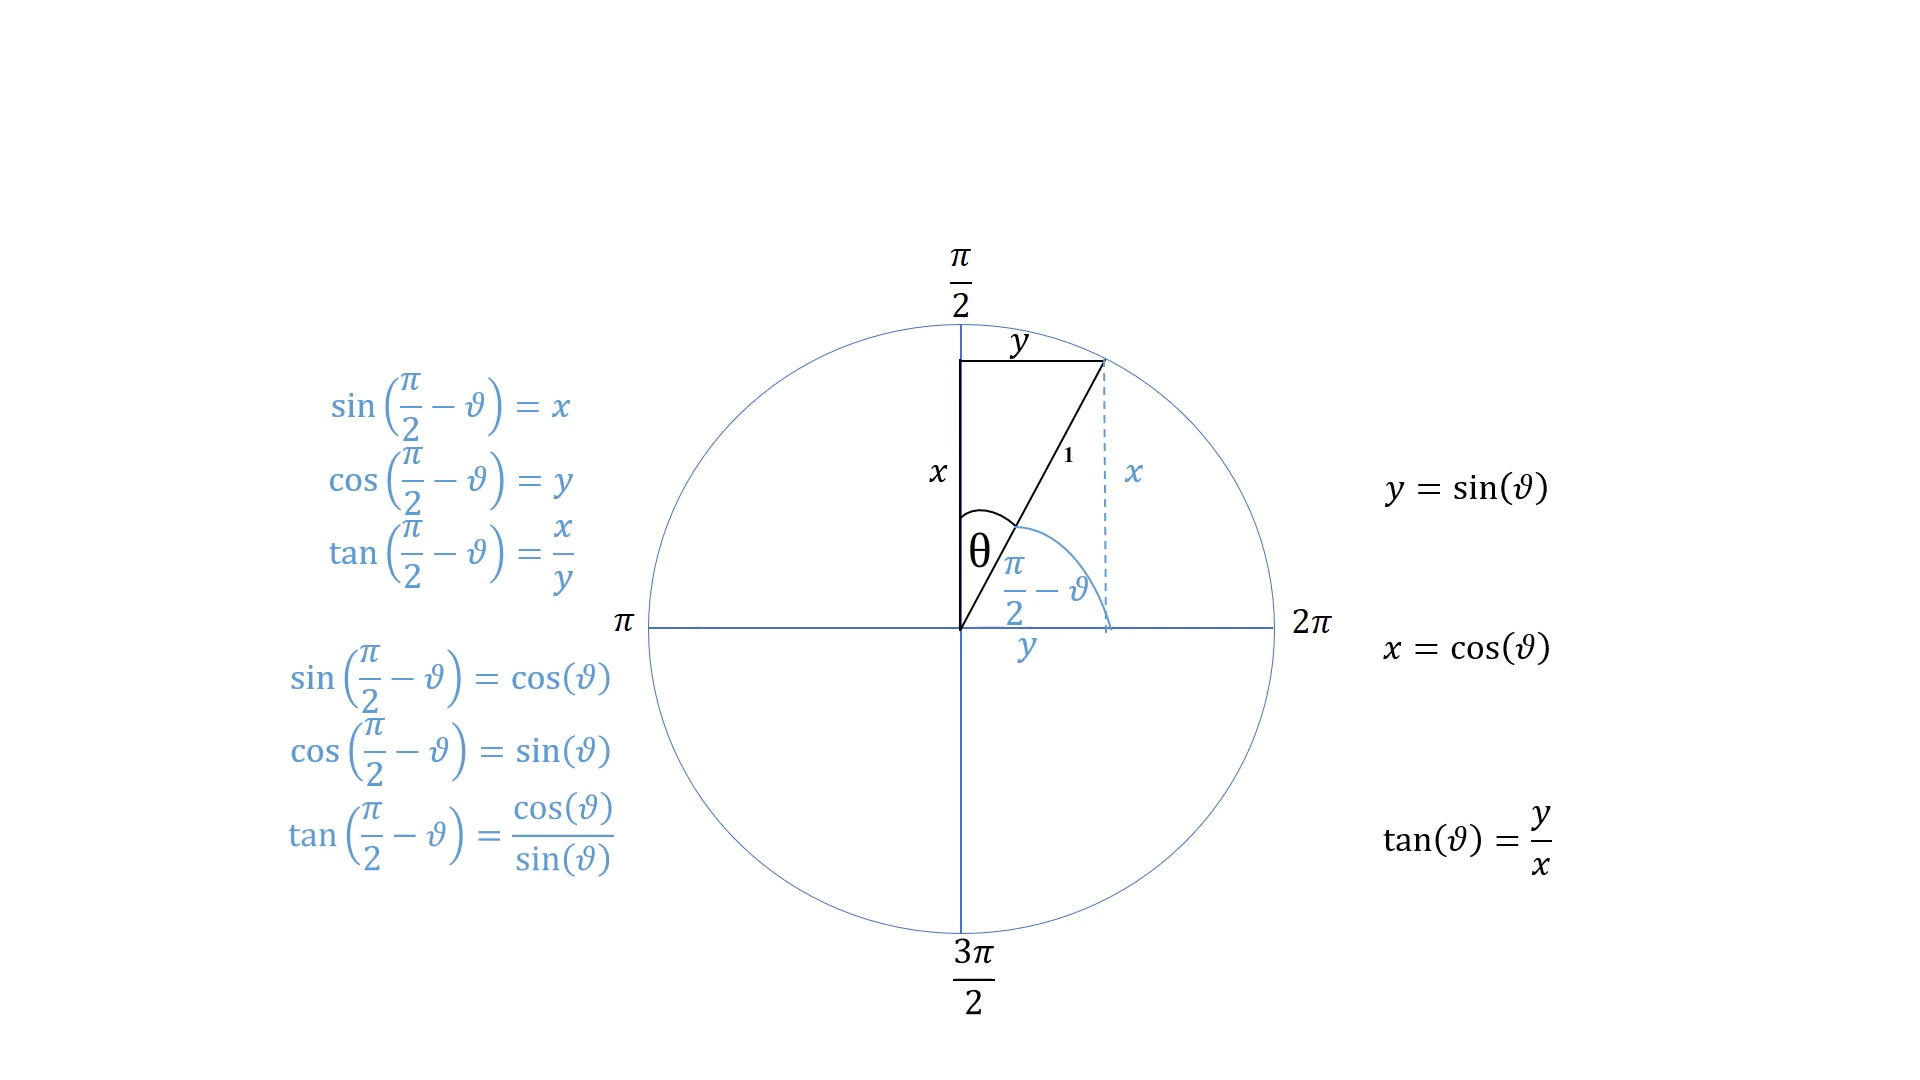 π/2
y
sin(π/2 − ϑ) = x
cos(π/2 − ϑ) = y
tan(π/2 − ϑ) = x/y
x
1
x
θ
π/2 − ϑ
y
π
2π
y = sin(ϑ)
x = cos(ϑ)
tan(ϑ) = y/x
sin(π/2 − ϑ) = cos(ϑ)
cos(π/2 − ϑ) = sin(ϑ)
tan(π/2 − ϑ) = cos(ϑ)/sin(ϑ)
3π/2